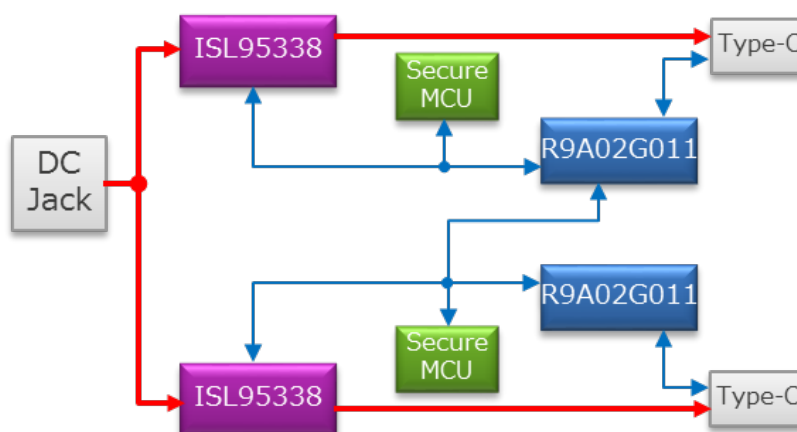 ISL95338
Type-C
Secure
MCU
R9A02G011
DC
Jack
R9A02G011
Secure
MCU
ISL95338
Type-C